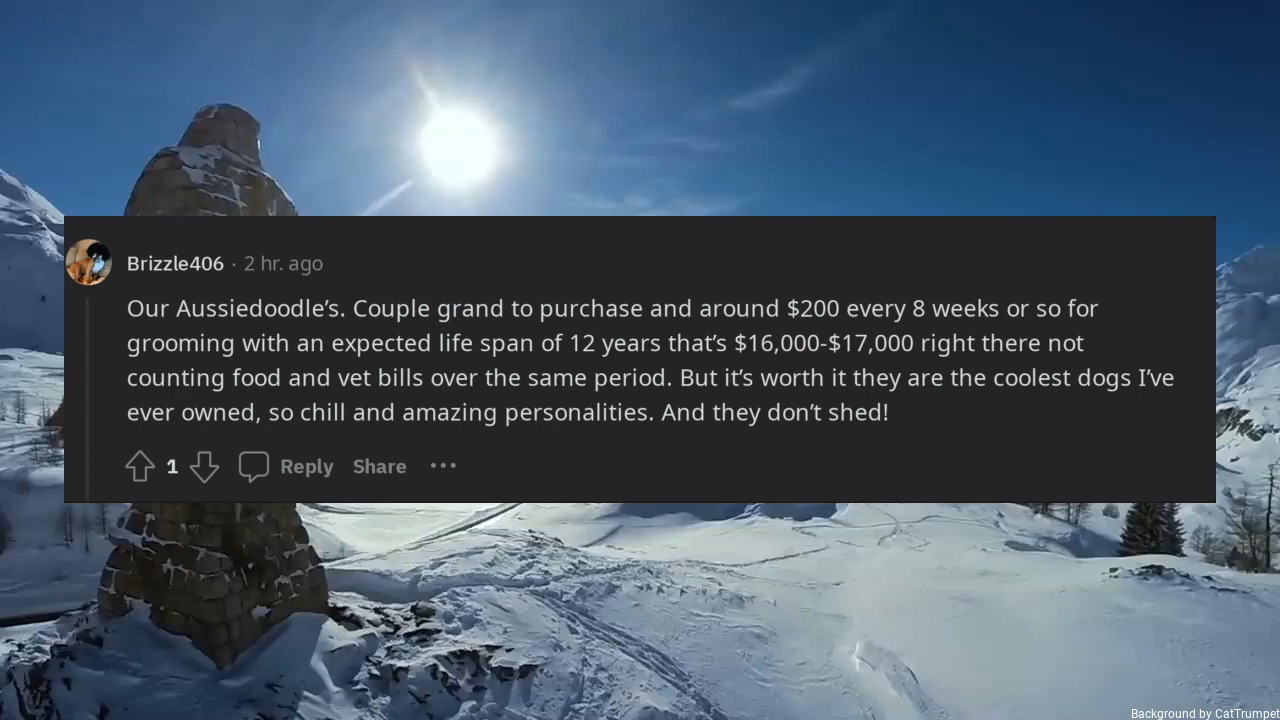 Brizzle406 · 2 hr. ago
Our Aussiedoodle’s. Couple grand to purchase and around $200 every 8 weeks or so for
grooming with an expected life span of 12 years that’s $16,000-$17,000 right there not
counting food and vet bills over the same period. But it’s worth it they are the coolest dogs I’ve
ever owned, so chill and amazing personalities. And they don’t shed!
1 Reply Share ···
Background by CatTrumpet